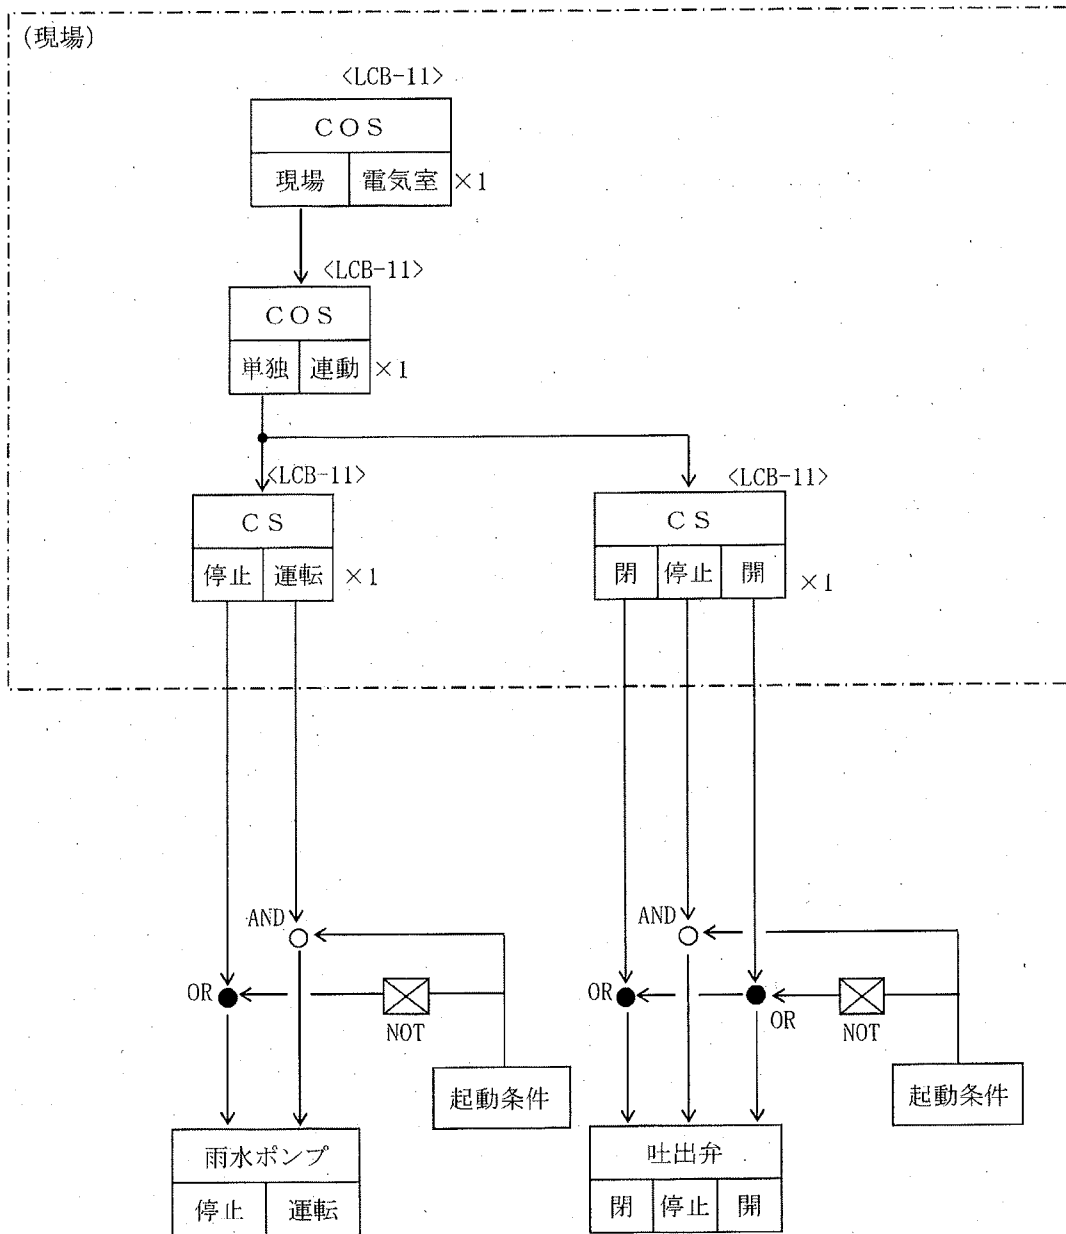 (現場)
<LCB-11>
COS
現場 電気室 ×1
<LCB-11>
COS
単独 連動 ×1
<LCB-11>
CS
停止 運転 ×1
<LCB-11>
CS
閉 停止 開 ×1
AND
OR
NOT
起動条件
雨水ポンプ
停止 運転
AND
OR
OR
NOT
起動条件
吐出弁
閉 停止 開